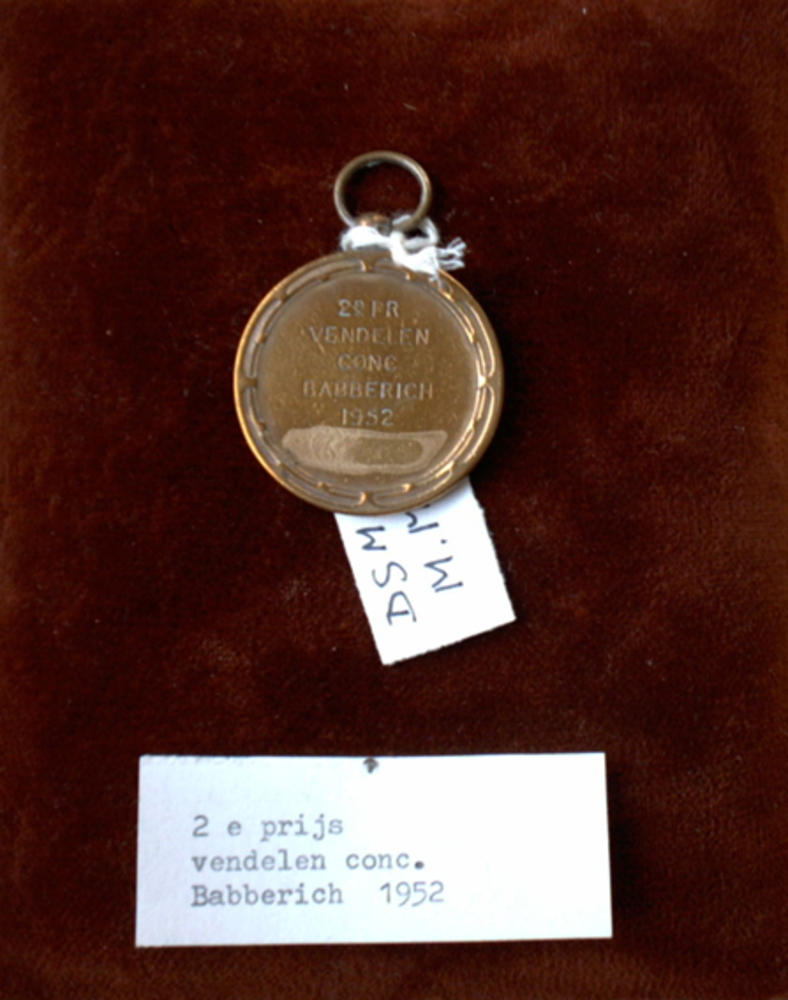 2e PR
VENDELEN
CONC
BABBERICH
1952
DSM
M.M
2 e prijs
vendelen conc.
Babberich 1952